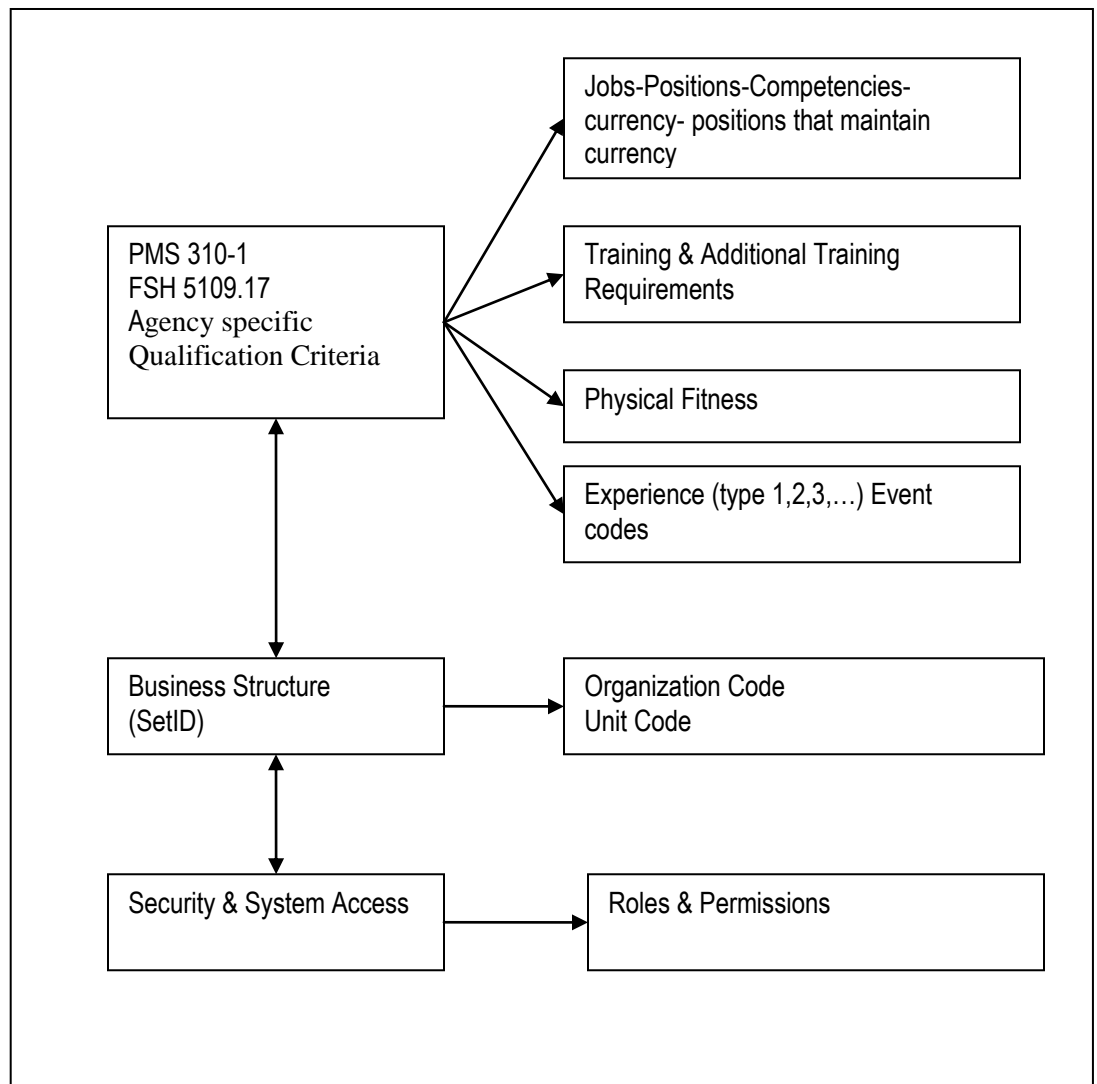 Jobs-Positions-Competencies-
currency- positions that maintain
currency
PMS 310-1
FSH 5109.17
Agency specific
Qualification Criteria
Training & Additional Training
Requirements
Physical Fitness
Experience (type 1,2,3,…) Event
codes
Business Structure
(SetID)
Organization Code
Unit Code
Security & System Access
Roles & Permissions